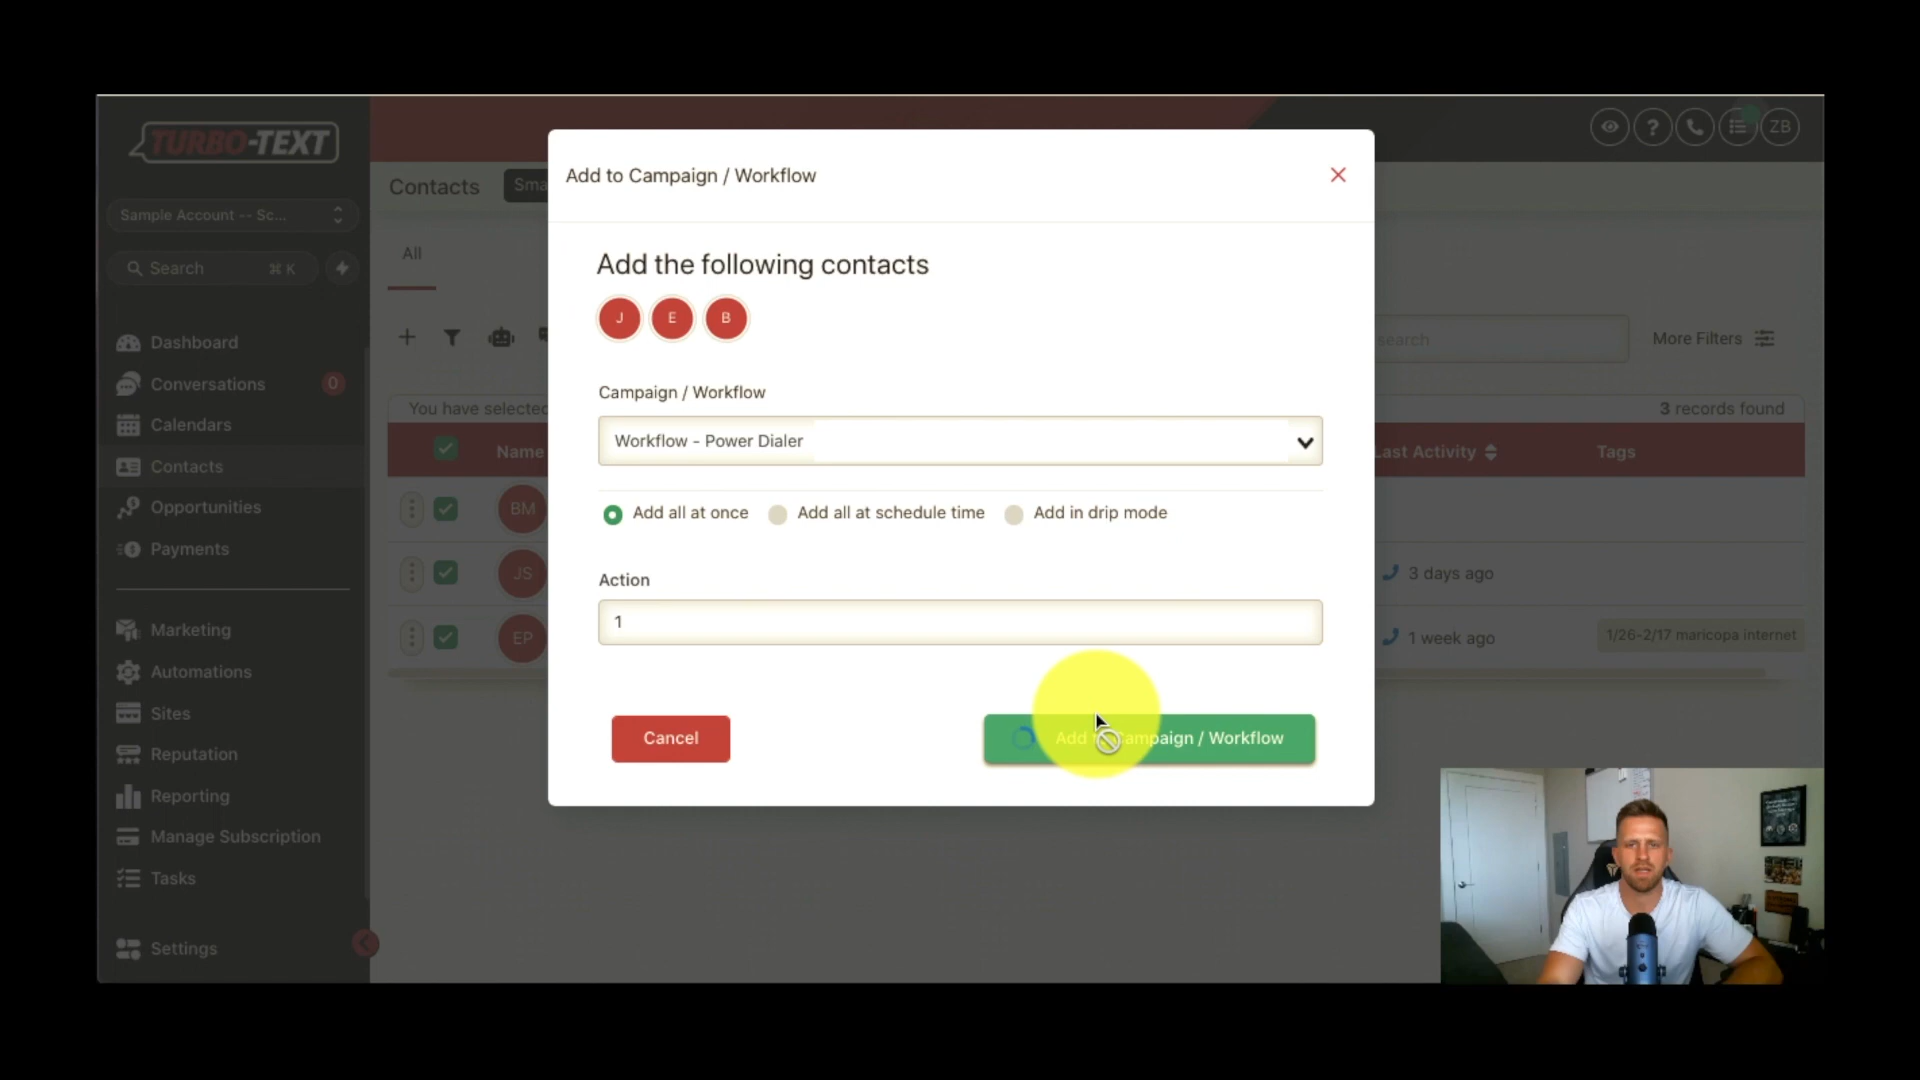 TURBO-TEXT
Sample Account -- Sc...
Search ⌘ K
Dashboard
Conversations 0
Calendars
Contacts
Opportunities
Payments
Marketing
Automations
Sites
Reputation
Reporting
Manage Subscription
Tasks
Settings
? ZB
Contacts Sma
All
search More Filters
You have selected 3 records found
Name Last Activity Tags
BM
JS 3 days ago
EP 1 week ago 1/26-2/17 maricopa internet
Add to Campaign / Workflow
Add the following contacts
J E B
Campaign / Workflow
Workflow - Power Dialer
Add all at once Add all at schedule time Add in drip mode
Action
1
Cancel Add Campaign / Workflow